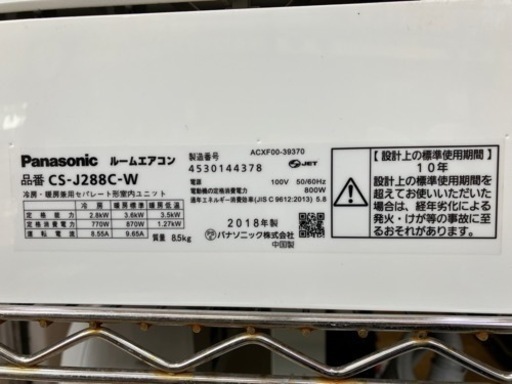 ACXF00-39370
Panasonic ルームエアコン
品番 CS-J288C-W
冷房・暖房兼用セパレート形室内ユニット
冷 房 暖房標準 暖房低温
定 格 能 力 2.8kW 3.6kW 3.5kW
定格消費電力 770W 870W 1.27kW
運 転 電 流 8.55A 9.65A
質量 8.5kg
製造番号
4530144378
JET
電源 100V 50/60Hz
電動機の定格消費電力 800W
通年エネルギー消費効率(JIS C 9612:2013) 5.8
2018年製
パナソニック株式会社
中国製
【設計上の標準使用期間】
10年
設計上の標準使用期間を
超えてお使いいただいた
場合は、経年劣化による
発火・けが等の事故に至
るおそれがあります。